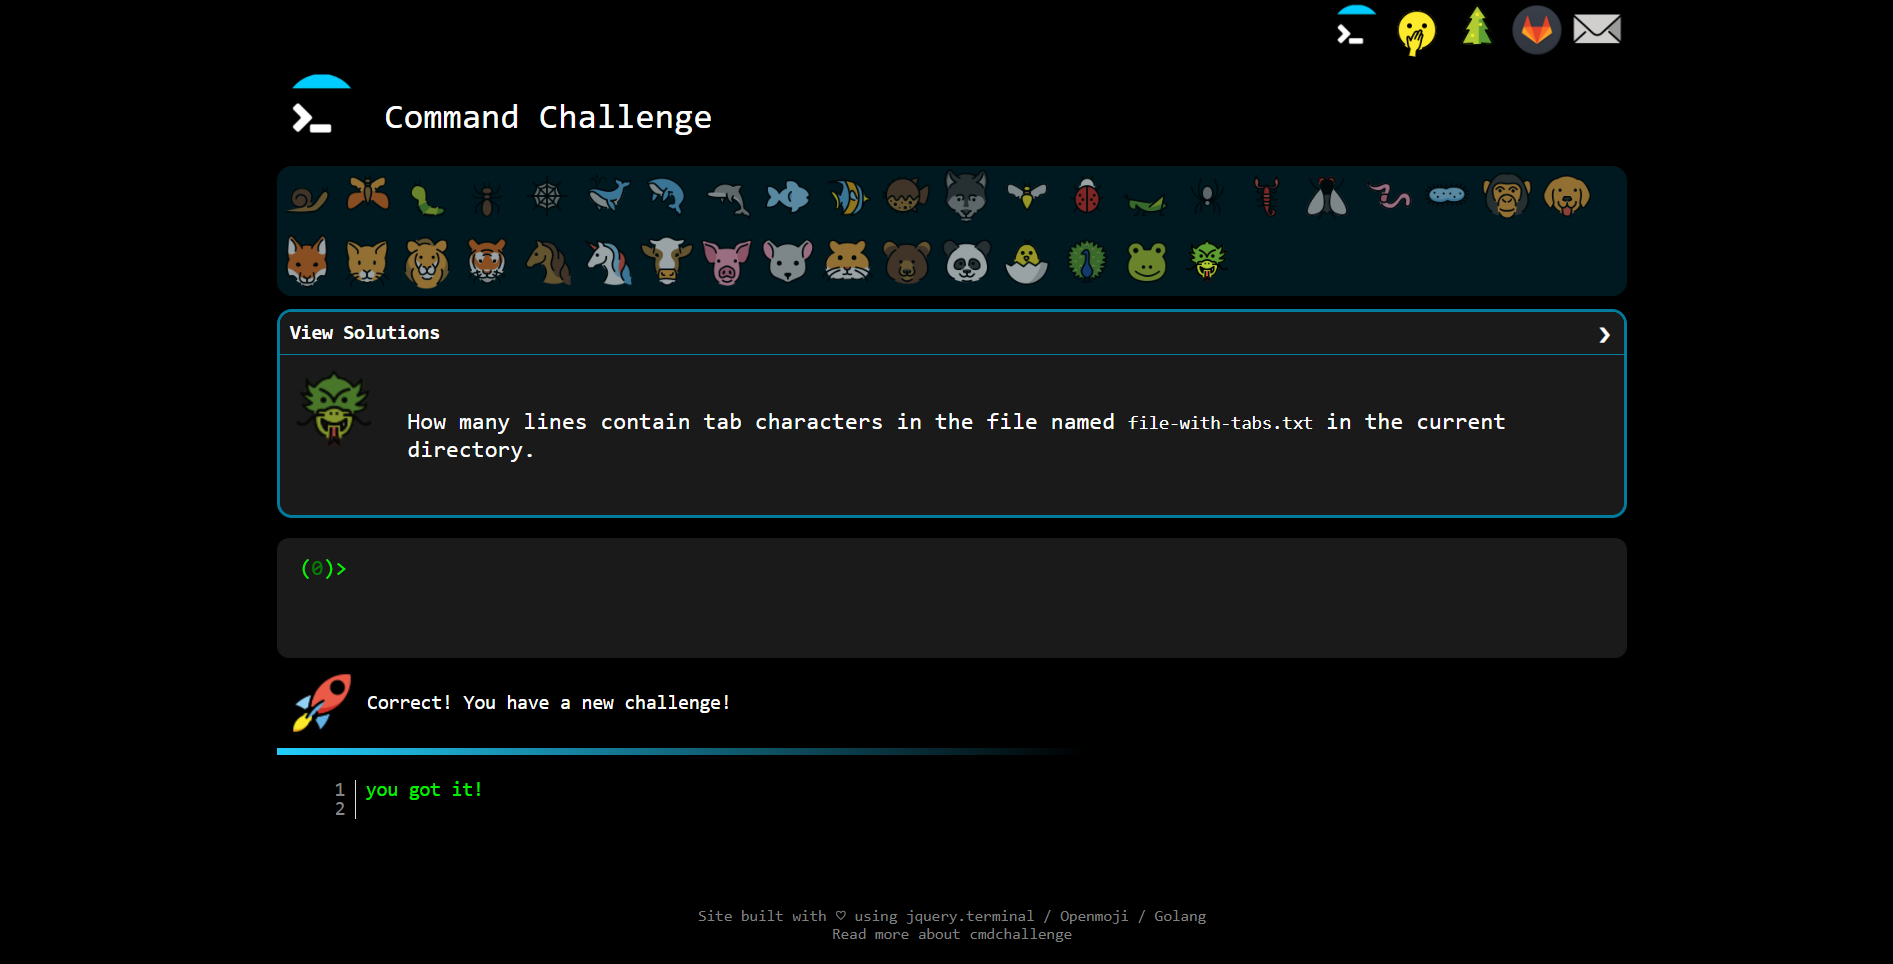 Command Challenge
View Solutions
How many lines contain tab characters in the file named file-with-tabs.txt in the current
directory.
(0)>
Correct! You have a new challenge!
1 you got it!
2
Site built with ♡ using jquery.terminal / Openmoji / Golang
Read more about cmdchallenge